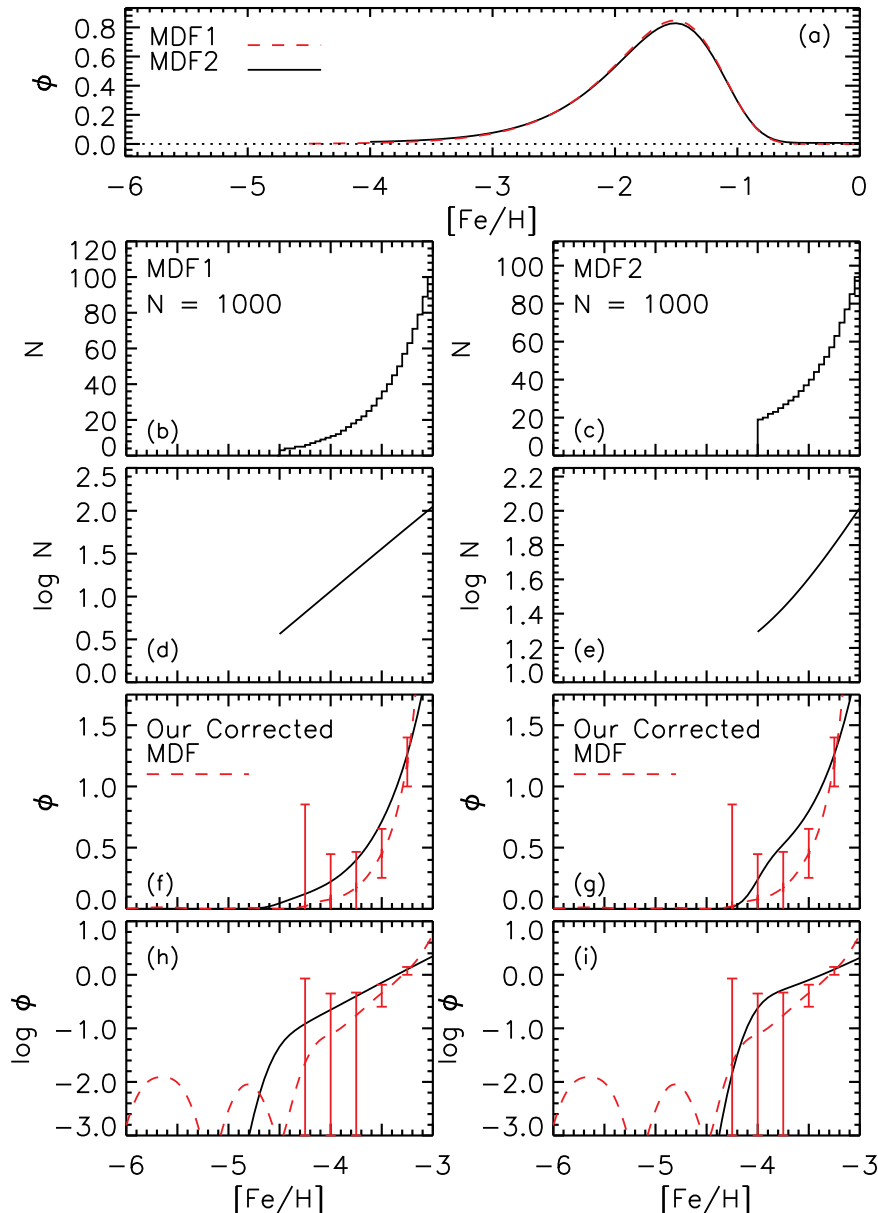 MDF1
MDF2
(a)
ϕ
0.8
0.6
0.4
0.2
0.0
−6 −5 −4 −3 −2 −1 0
[Fe/H]
MDF1
N = 1000
(b)
N
120
100
80
60
40
20
0
MDF2
N = 1000
(c)
N
100
80
60
40
20
0
(d)
log N
2.5
2.0
1.5
1.0
0.5
0.0
(e)
log N
2.2
2.0
1.8
1.6
1.4
1.2
1.0
Our Corrected
MDF
(f)
ϕ
1.5
1.0
0.5
0.0
Our Corrected
MDF
(g)
ϕ
1.5
1.0
0.5
0.0
(h)
log ϕ
1.0
0.0
−1.0
−2.0
−3.0
−6 −5 −4 −3
[Fe/H]
(i)
log ϕ
1.0
0.0
−1.0
−2.0
−3.0
−6 −5 −4 −3
[Fe/H]